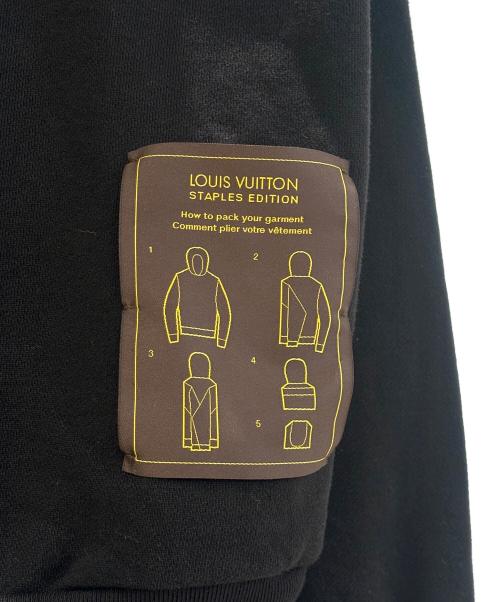 LOUIS VUITTON
STAPLES EDITION
How to pack your garment
Comment plier votre vêtement
1
2
3
4
5